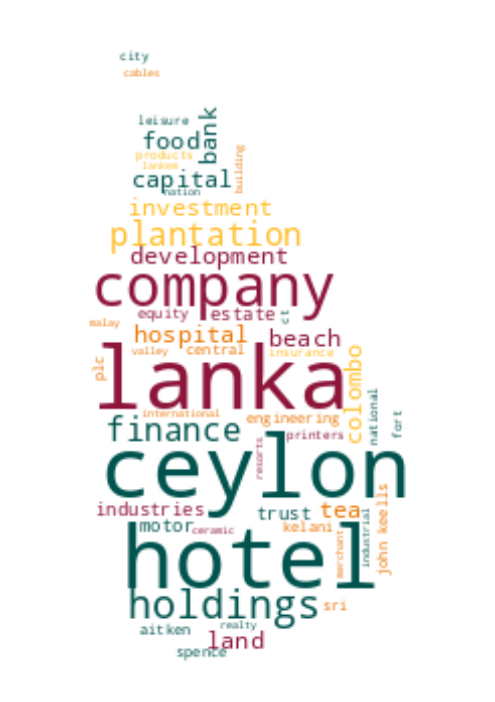 city
cables
leisure
food
bank
products
lankem
building
capital
nation
investment
plantation
development
company
equity
estate
ct
malay
hospital
beach
valley
central
insurance
plc
lanka
colombo
international
engineering
national
fort
finance
printers
ceylon
resorts
industries
trust
tea
john keells
motor
ceramic
kelani
industrial
merchant
hotel
holdings
sri
aitken
realty
land
spence